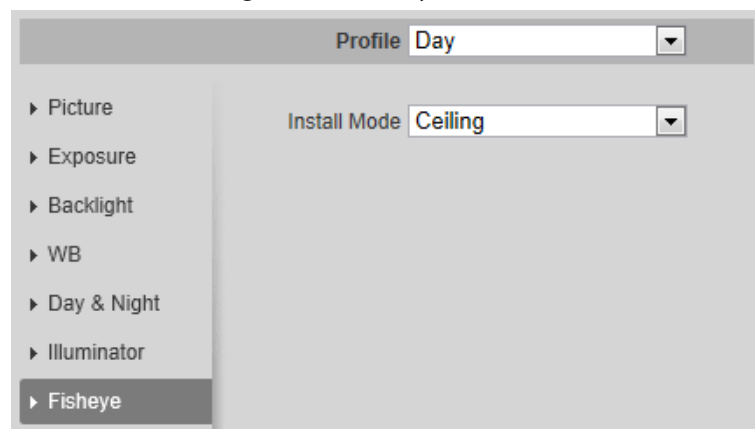 Profile Day
Picture
Install Mode Ceiling
Exposure
Backlight
WB
Day & Night
Illuminator
Fisheye